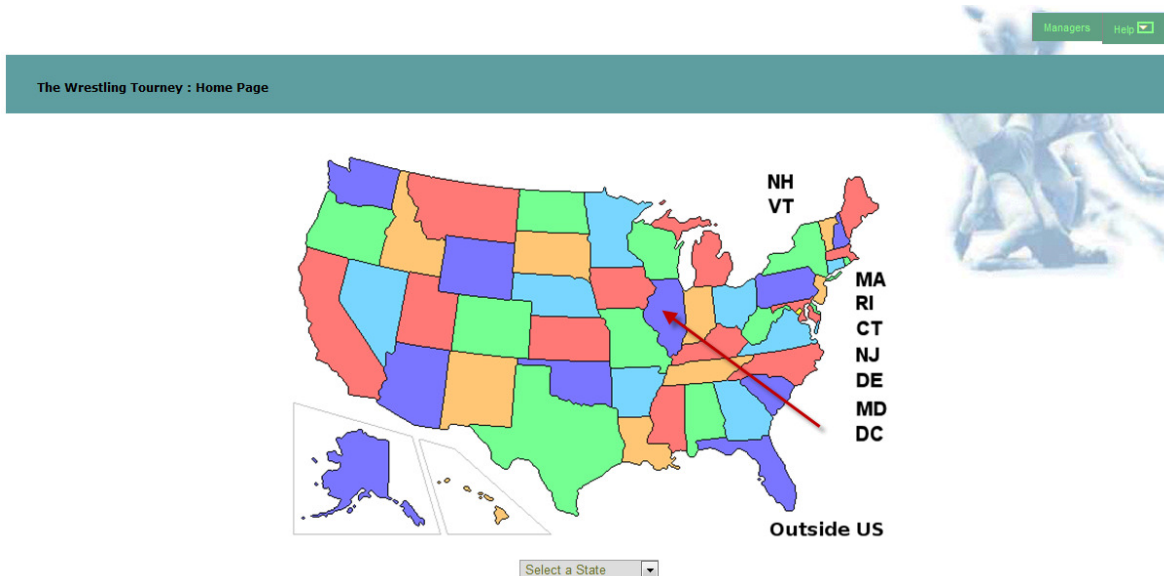 Managers Help
The Wrestling Tourney : Home Page
NH
VT
MA
RI
CT
NJ
DE
MD
DC
Outside US
Select a State